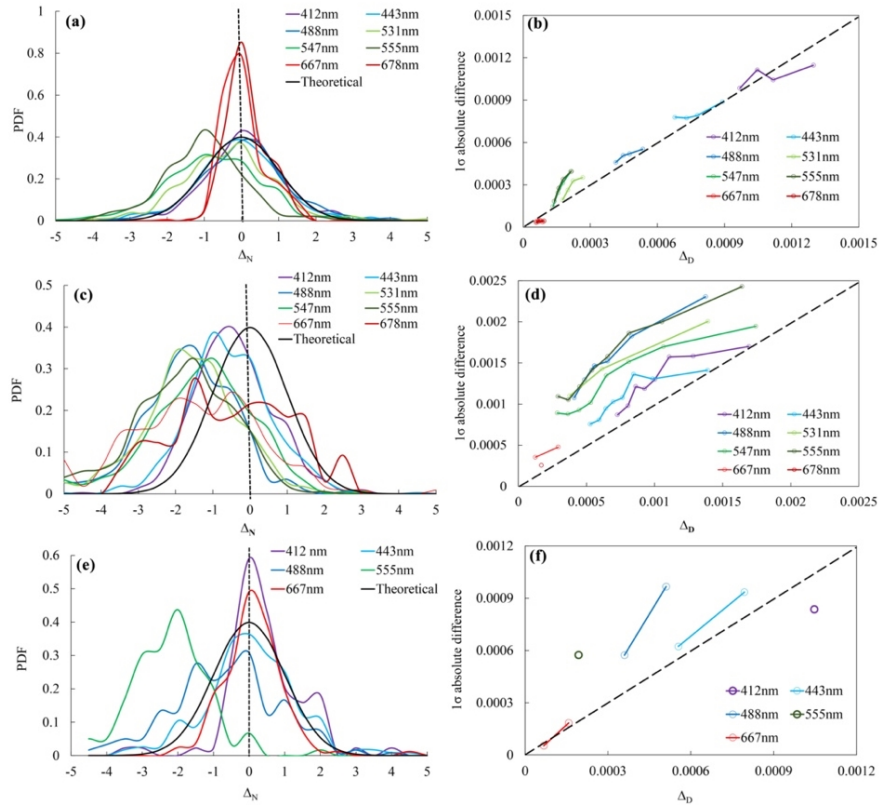 (a)
412nm 443nm
488nm 531nm
547nm 555nm
667nm 678nm
Theoretical
PDF
1
0.8
0.6
0.4
0.2
0
-5 -4 -3 -2 -1 0 1 2 3 4 5
ΔN
(b)
1σ absolute difference
0.0015
0.0012
0.0009
0.0006
0.0003
0
412nm 443nm
488nm 531nm
547nm 555nm
667nm 678nm
0 0.0003 0.0006 0.0009 0.0012 0.0015
ΔD
(c)
412nm 443nm
488nm 531nm
547nm 555nm
667nm 678nm
Theoretical
PDF
0.5
0.4
0.3
0.2
0.1
0
-5 -4 -3 -2 -1 0 1 2 3 4 5
ΔN
(d)
1σ absolute difference
0.0025
0.002
0.0015
0.001
0.0005
0
412nm 443nm
488nm 531nm
547nm 555nm
667nm 678nm
0 0.0005 0.001 0.0015 0.002 0.0025
ΔD
(e)
412 nm 443nm
488nm 555nm
667nm Theoretical
PDF
0.6
0.5
0.4
0.3
0.2
0.1
0
-5 -4 -3 -2 -1 0 1 2 3 4 5
ΔN
(f)
1σ absolute difference
0.0012
0.0009
0.0006
0.0003
0
412nm 443nm
488nm 555nm
667nm
0 0.0003 0.0006 0.0009 0.0012
ΔD